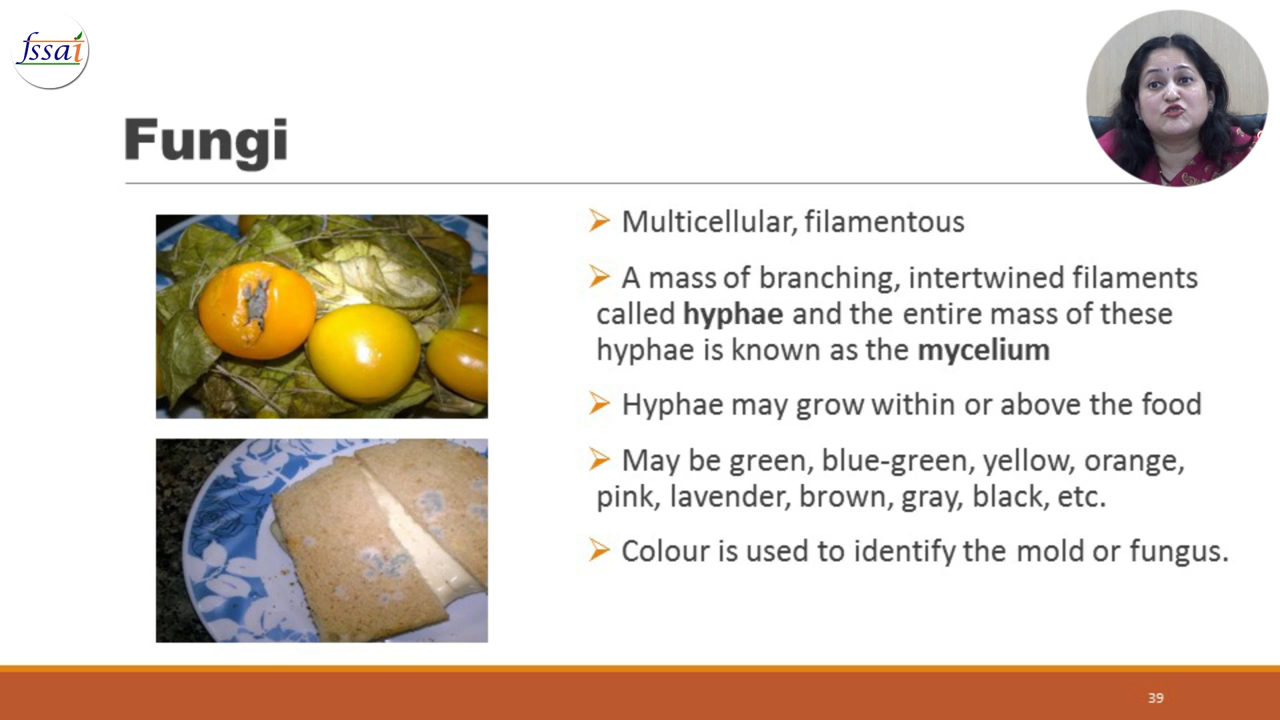 fssai
Fungi
Multicellular, filamentous
A mass of branching, intertwined filaments
called hyphae and the entire mass of these
hyphae is known as the mycelium
Hyphae may grow within or above the food
May be green, blue-green, yellow, orange,
pink, lavender, brown, gray, black, etc.
Colour is used to identify the mold or fungus.
39